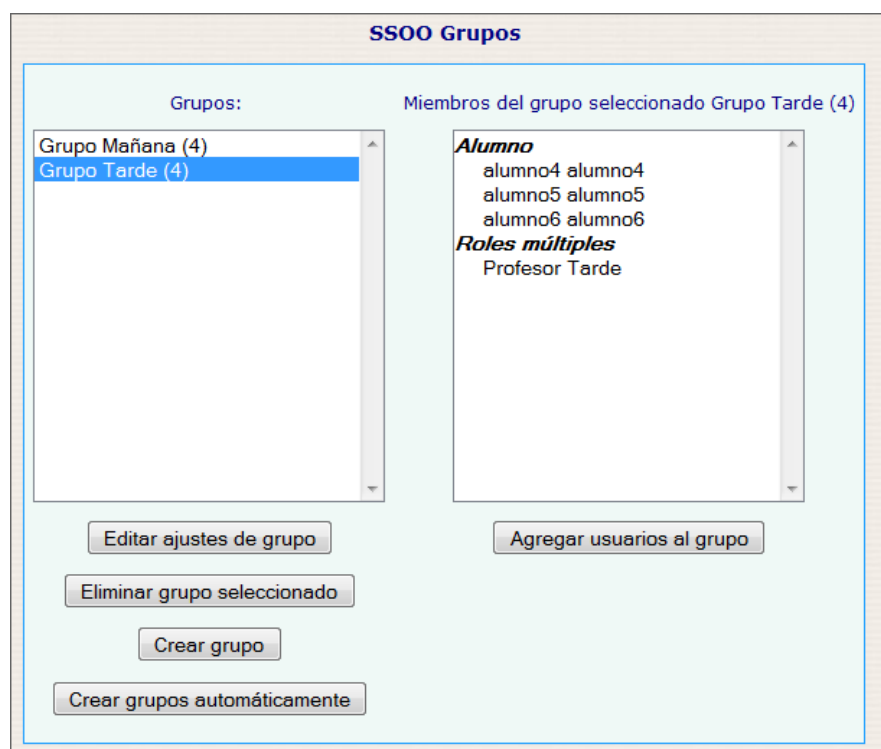 SSOO Grupos
Grupos:
Miembros del grupo seleccionado Grupo Tarde (4)
Grupo Mañana (4)
Grupo Tarde (4)
Alumno
alumno4 alumno4
alumno5 alumno5
alumno6 alumno6
Roles múltiples
Profesor Tarde
Editar ajustes de grupo
Agregar usuarios al grupo
Eliminar grupo seleccionado
Crear grupo
Crear grupos automáticamente